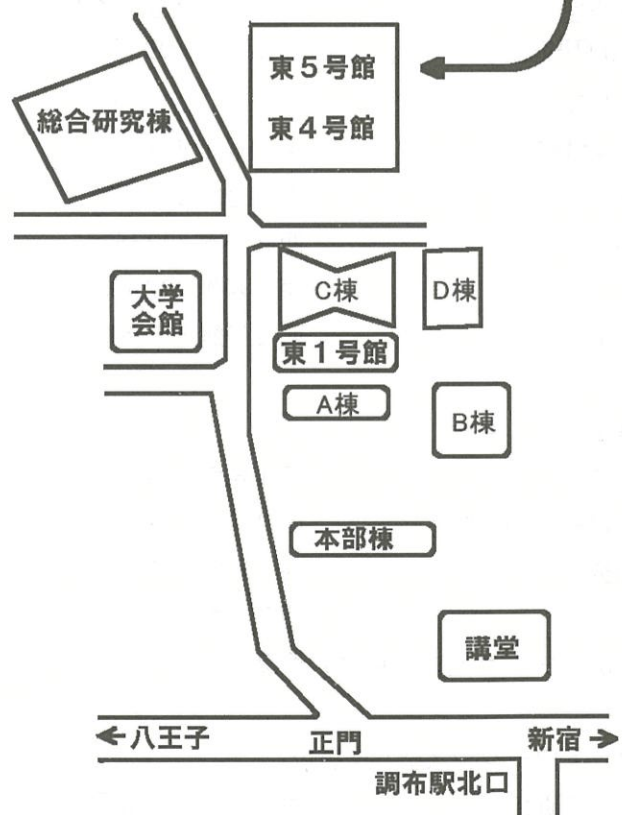 東５号館
東４号館
総合研究棟
大学
会館
C棟
D棟
東１号館
A棟
B棟
本部棟
講堂
←八王子
正門
新宿→
調布駅北口